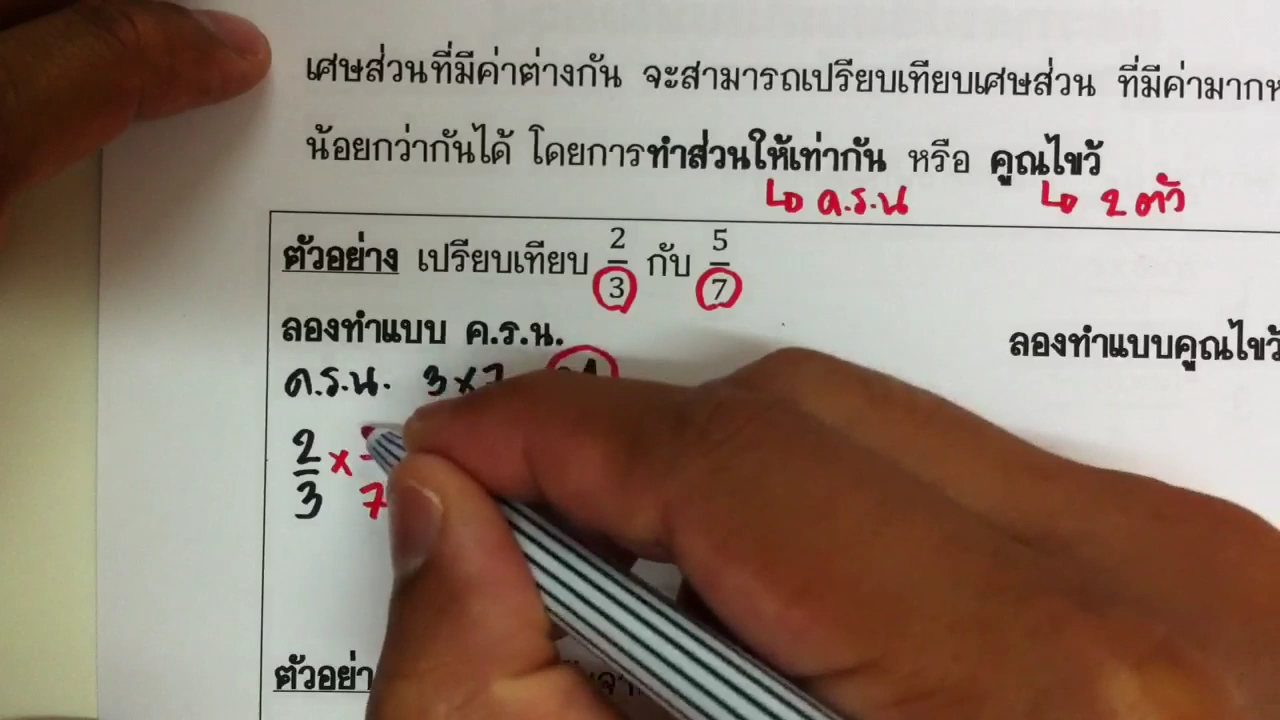 เศษส่วนที่มีค่าต่างกัน จะสามารถเปรียบเทียบเศษส่วน ที่มีค่ามาก
น้อยกว่ากันได้ โดยการทำส่วนให้เท่ากัน หรือ คูณไขว้
ค.ร.น 2 ตัว
ตัวอย่าง เปรียบเทียบ 2/3 กับ 5/7
ลองทำแบบ ค.ร.น. ลองทำแบบคูณไขว้
ค.ร.น. 3 x 7 21
2/3 x 7
ตัวอย่า